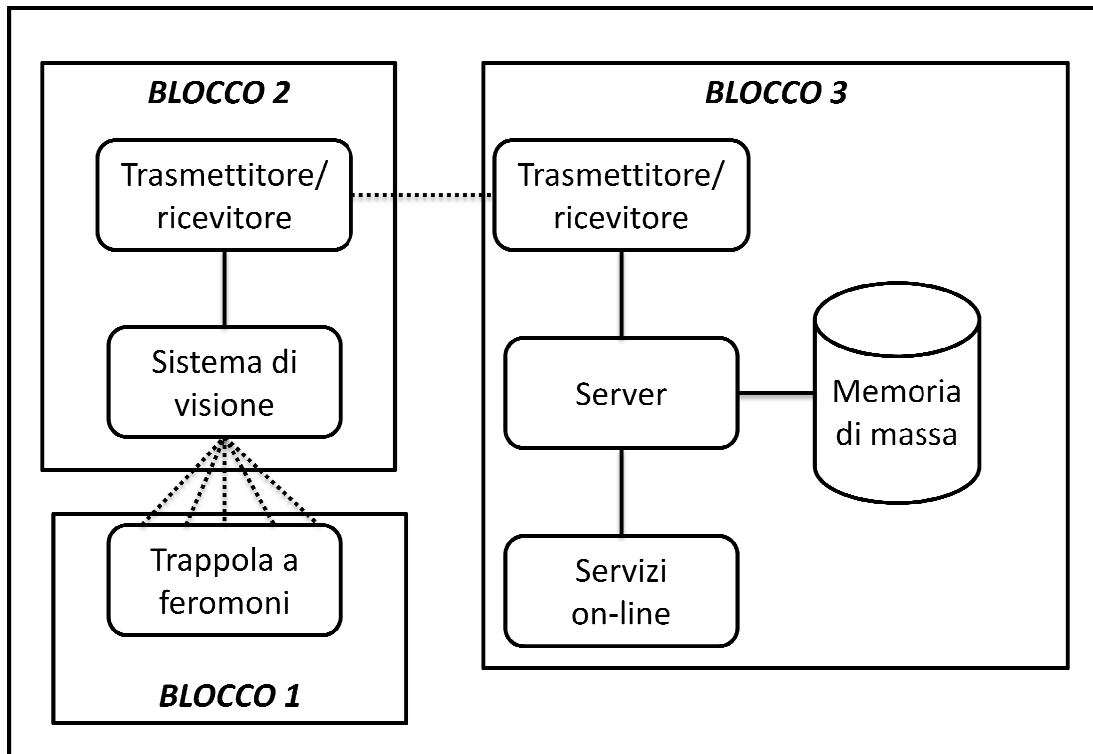 BLOCCO 2
Trasmettitore/
ricevitore
Sistema di
visione
Trappola a
feromoni
BLOCCO 1
BLOCCO 3
Trasmettitore/
ricevitore
Server
Memoria
di massa
Servizi
on-line